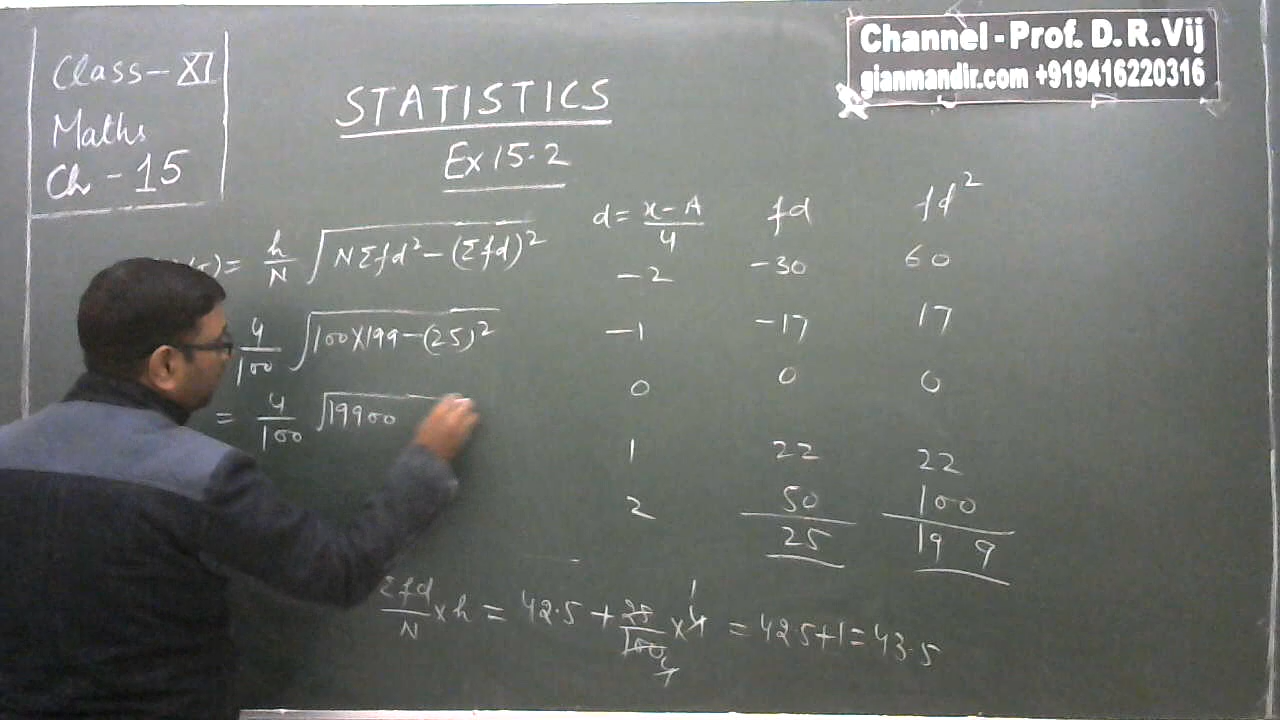 Class-XI
Maths
Ch-15
STATISTICS
Ex 15.2
Channel - Prof. D. R. Vij
gianmandir.com +919416220316
)= h/N √NΣfd²-(Σfd)²
4/100 √100×199-(25)²
= 4/100 √19900
d= x-A/4 fd fd²
-2 -30 60
-1 -17 17
0 0 0
1 22 22
2 50 100
25 199
Σfd/N ×h = 42.5 + 25/100 ×4 = 42.5+1=43.5